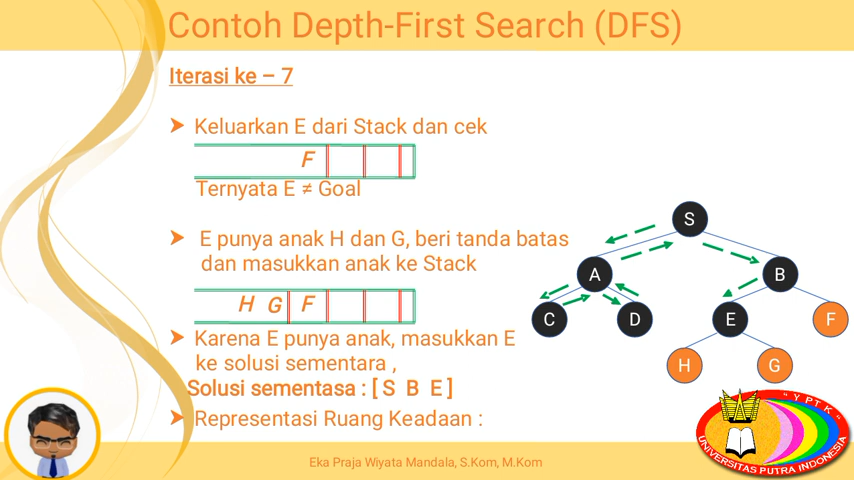 Contoh Depth-First Search (DFS)
Iterasi ke – 7
➤ Keluarkan E dari Stack dan cek
F
Ternyata E ≠ Goal
➤ E punya anak H dan G, beri tanda batas
dan masukkan anak ke Stack
H G F
➤ Karena E punya anak, masukkan E
ke solusi sementara ,
Solusi sementasa : [ S B E ]
➤ Representasi Ruang Keadaan :
S
A B
C D E F
H G
"YPTK"
UNIVERSITAS PUTRA INDONESIA
Eka Praja Wiyata Mandala, S.Kom, M.Kom